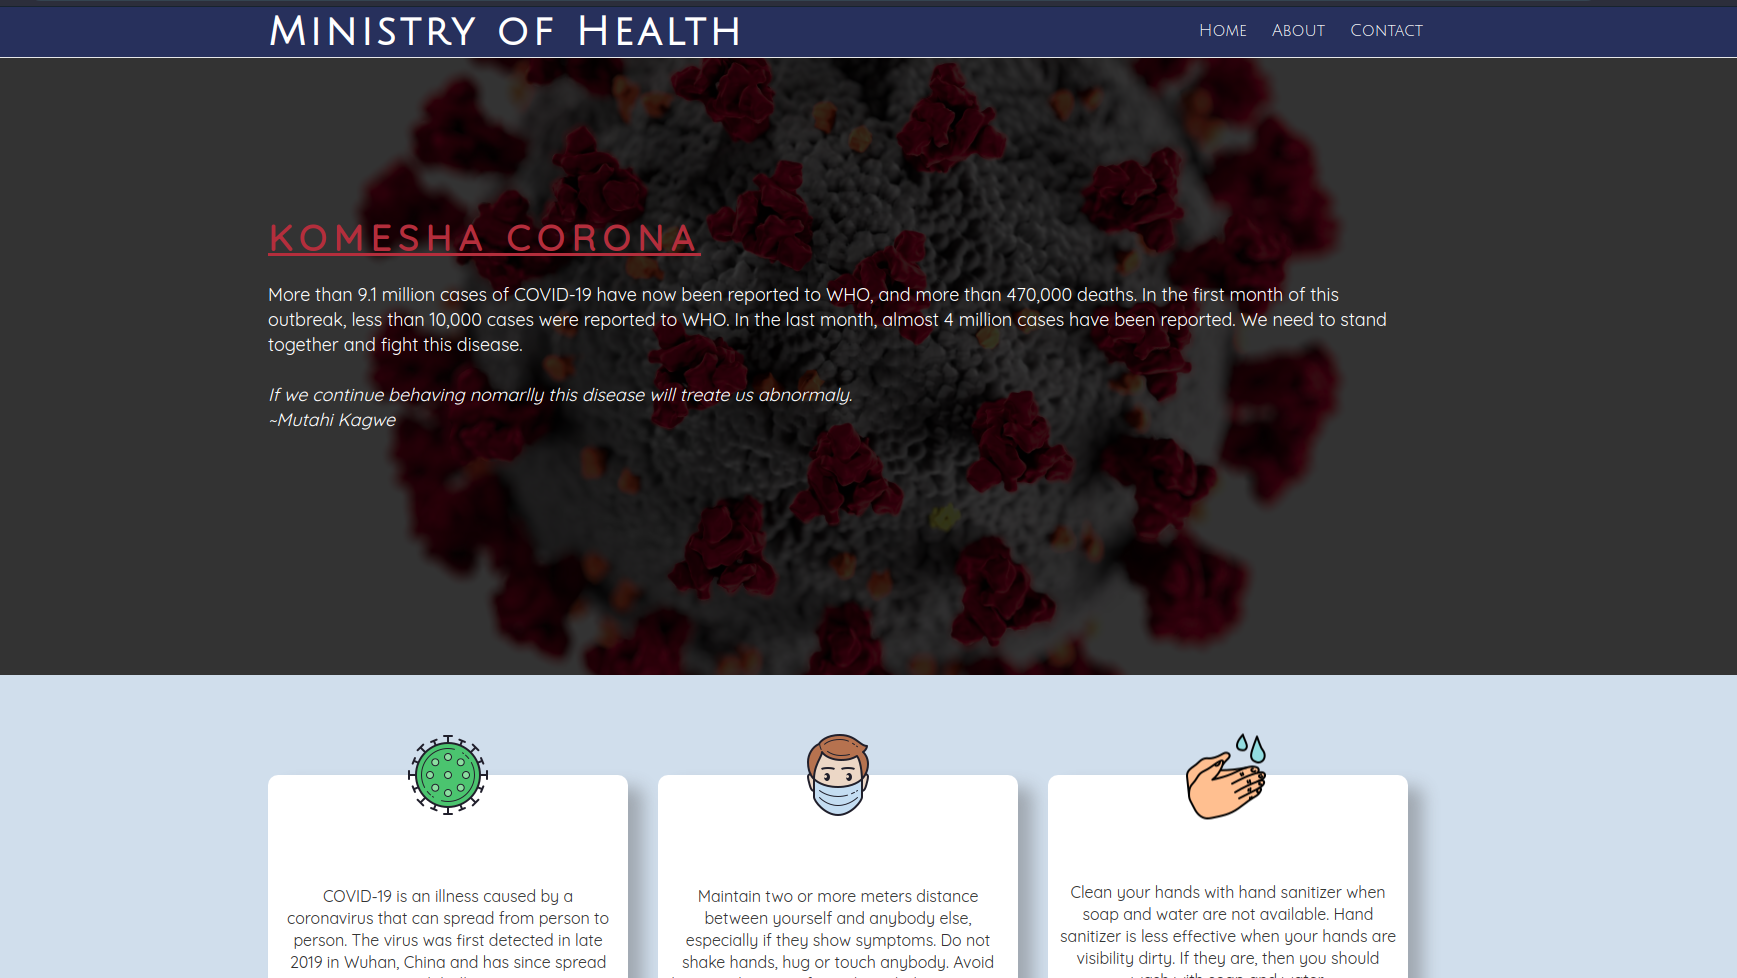 Ministry of Health
Home About Contact
KOMESHA CORONA
More than 9.1 million cases of COVID-19 have now been reported to WHO, and more than 470,000 deaths. In the first month of this
outbreak, less than 10,000 cases were reported to WHO. In the last month, almost 4 million cases have been reported. We need to stand
together and fight this disease.
If we continue behaving nomarlly this disease will treate us abnormaly.
~Mutahi Kagwe
COVID-19 is an illness caused by a
coronavirus that can spread from person to
person. The virus was first detected in late
2019 in Wuhan, China and has since spread
Maintain two or more meters distance
between yourself and anybody else,
especially if they show symptoms. Do not
shake hands, hug or touch anybody. Avoid
Clean your hands with hand sanitizer when
soap and water are not available. Hand
sanitizer is less effective when your hands are
visibility dirty. If they are, then you should
wash with soap and water